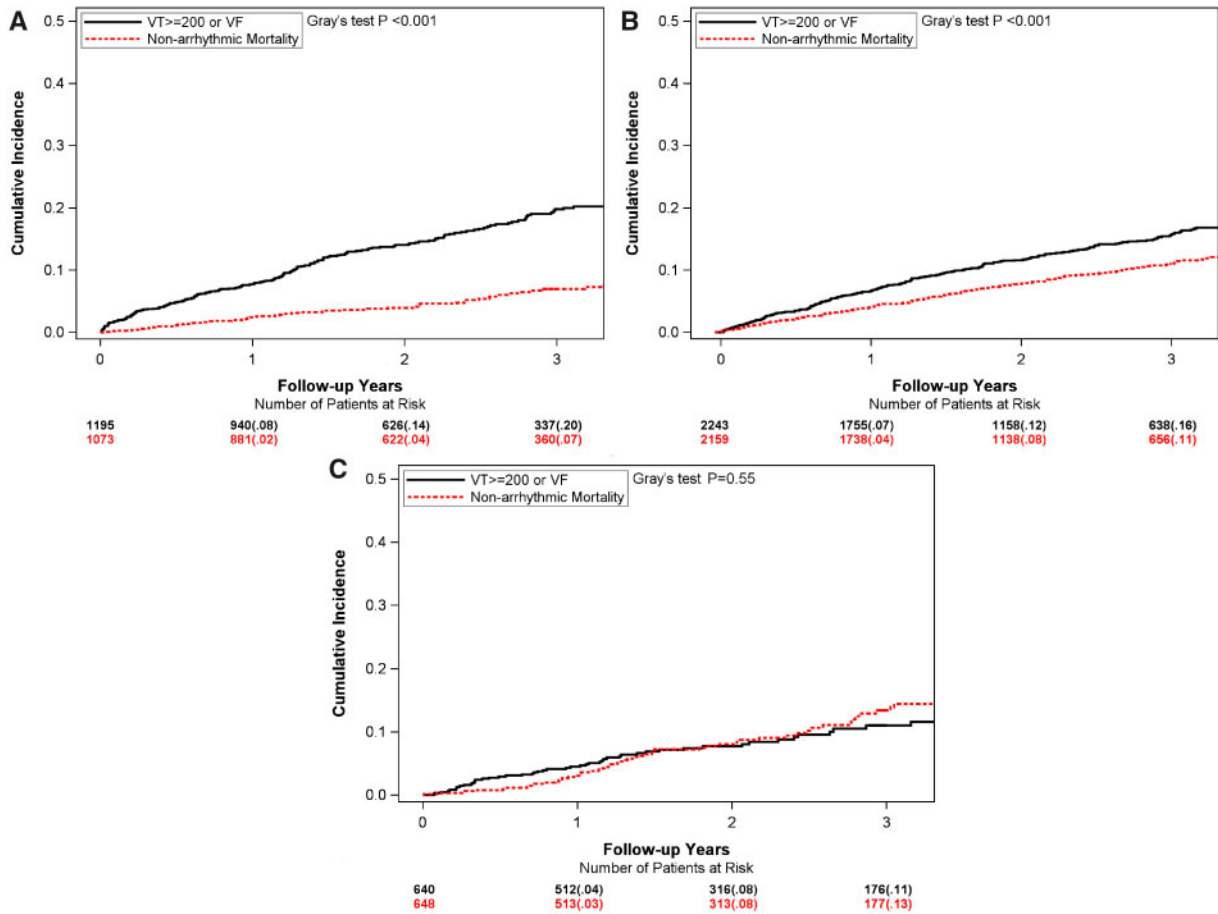 A
VT>=200 or VF
Gray's test P <0.001
Non-arrhythmic Mortality
0.5
0.4
0.3
0.2
0.1
0.0
Cumulative Incidence
0 1 2 3
Follow-up Years
Number of Patients at Risk
1195 940(.08) 626(.14) 337(.20)
1073 881(.02) 622(.04) 360(.07)
B
VT>=200 or VF
Gray's test P <0.001
Non-arrhythmic Mortality
0.5
0.4
0.3
0.2
0.1
0.0
Cumulative Incidence
0 1 2 3
Follow-up Years
Number of Patients at Risk
2243 1755(.07) 1158(.12) 638(.16)
2159 1738(.04) 1138(.08) 656(.11)
C
VT>=200 or VF
Gray's test P=0.55
Non-arrhythmic Mortality
0.5
0.4
0.3
0.2
0.1
0.0
Cumulative Incidence
0 1 2 3
Follow-up Years
Number of Patients at Risk
640 512(.04) 316(.08) 176(.11)
648 513(.03) 313(.08) 177(.13)